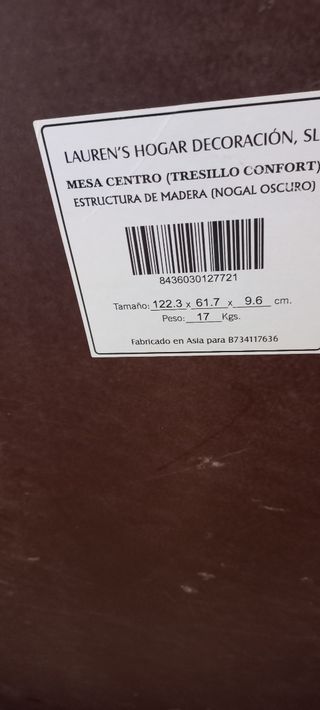 LAUREN'S HOGAR DECORACIÓN, SL
MESA CENTRO (TRESILLO CONFORT)
ESTRUCTURA DE MADERA (NOGAL OSCURO)
8436030127721
Tamaño: 122.3 x 61.7 x 9.6 cm.
Peso: 17 Kgs.
Fabricado en Asia para B734117636